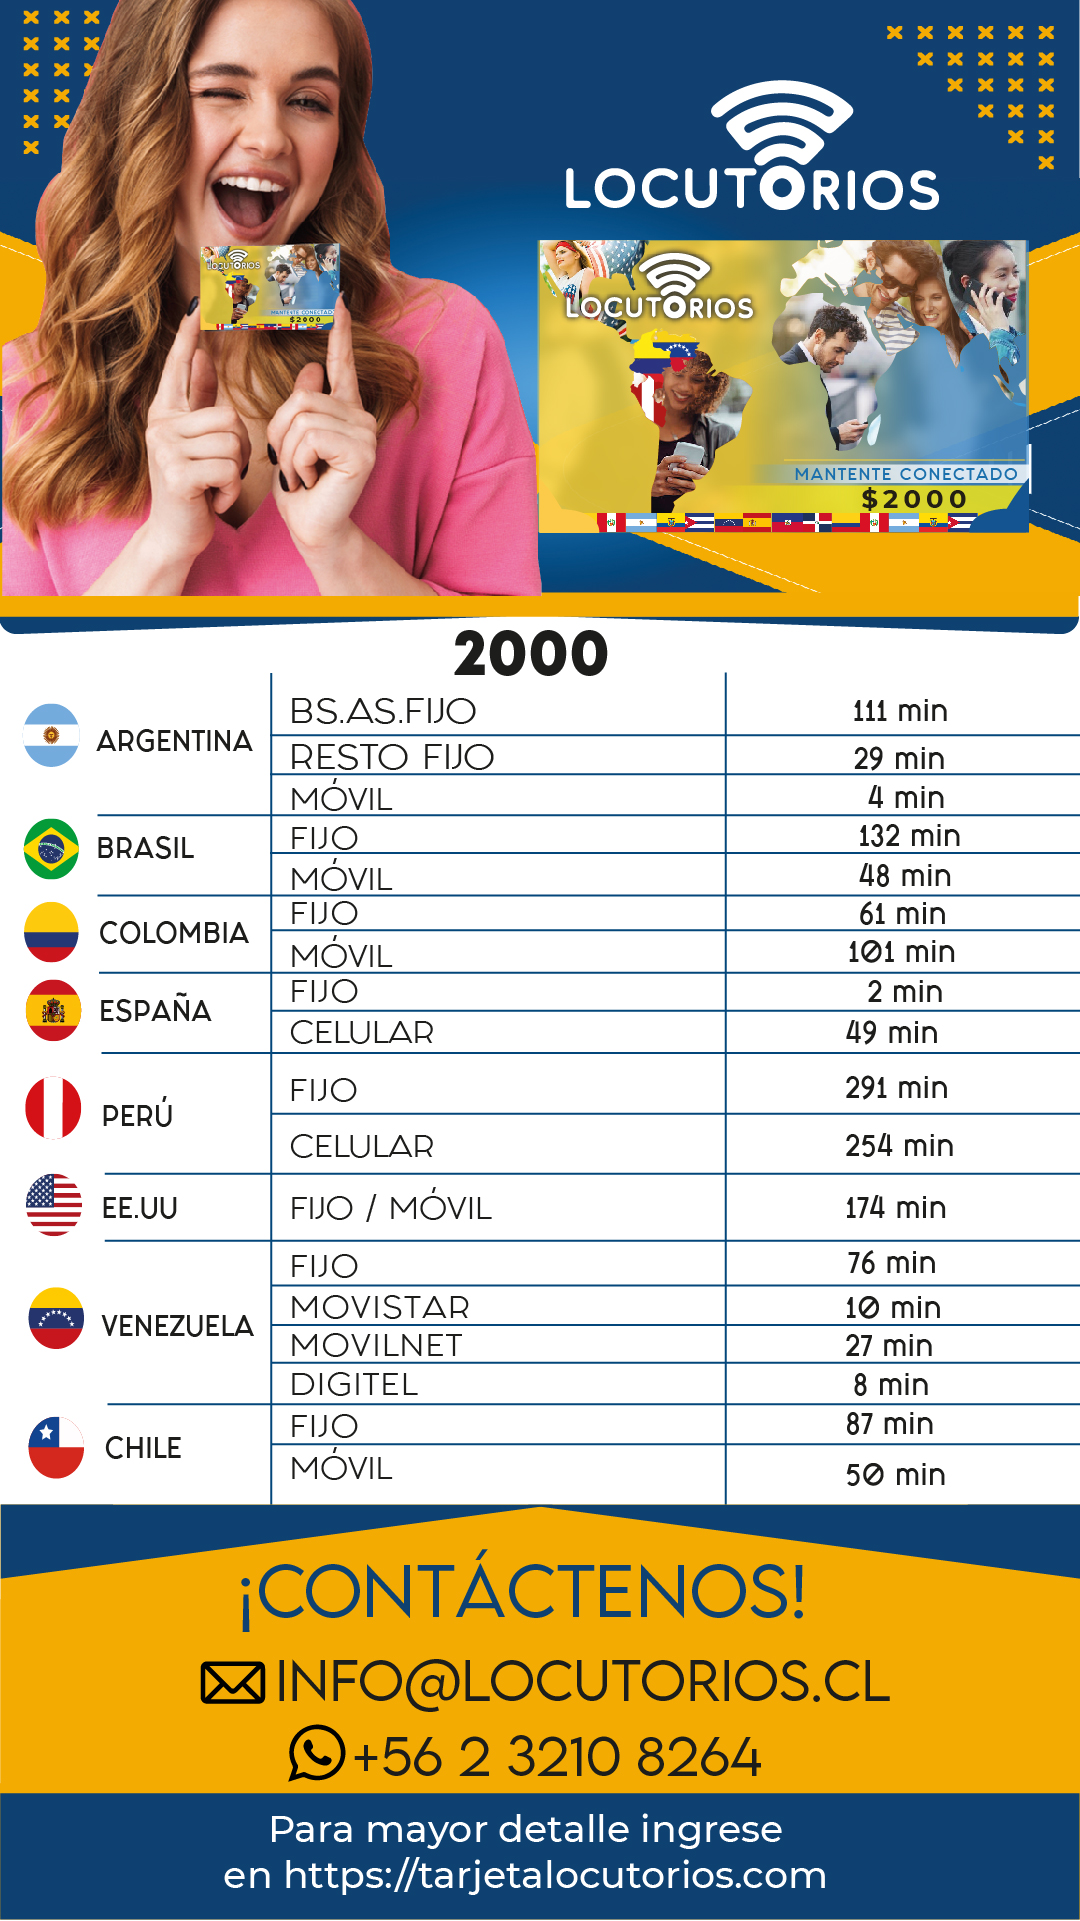 LOCUTORIOS
LOCUTORIOS
MANTENTE CONECTADO
$2000
LOCUTORIOS
MANTENTE CONECTADO
$2000
2000
ARGENTINA
BS.AS.FIJO 111 min
RESTO FIJO 29 min
MÓVIL 4 min
BRASIL
FIJO 132 min
MÓVIL 48 min
COLOMBIA
FIJO 61 min
MÓVIL 101 min
ESPAÑA
FIJO 2 min
CELULAR 49 min
PERÚ
FIJO 291 min
CELULAR 254 min
EE.UU
FIJO / MÓVIL 174 min
VENEZUELA
FIJO 76 min
MOVISTAR 10 min
MOVILNET 27 min
DIGITEL 8 min
CHILE
FIJO 87 min
MÓVIL 50 min
¡CONTÁCTENOS!
INFO@LOCUTORIOS.CL
+56 2 3210 8264
Para mayor detalle ingrese
en https://tarjetalocutorios.com